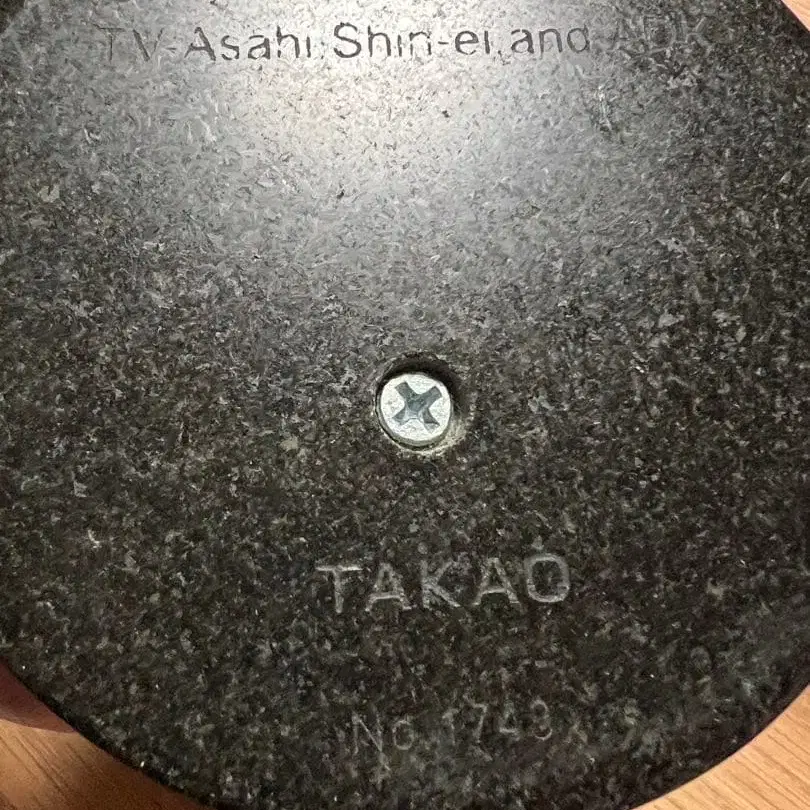 TV-Asahi,Shin-ei,and ADK
TAKAO
No.1743